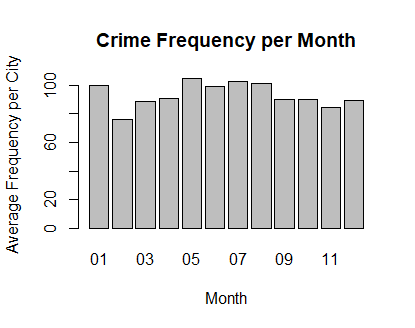 Crime Frequency per Month
Average Frequency per City
100
60
20
0
01 03 05 07 09 11
Month